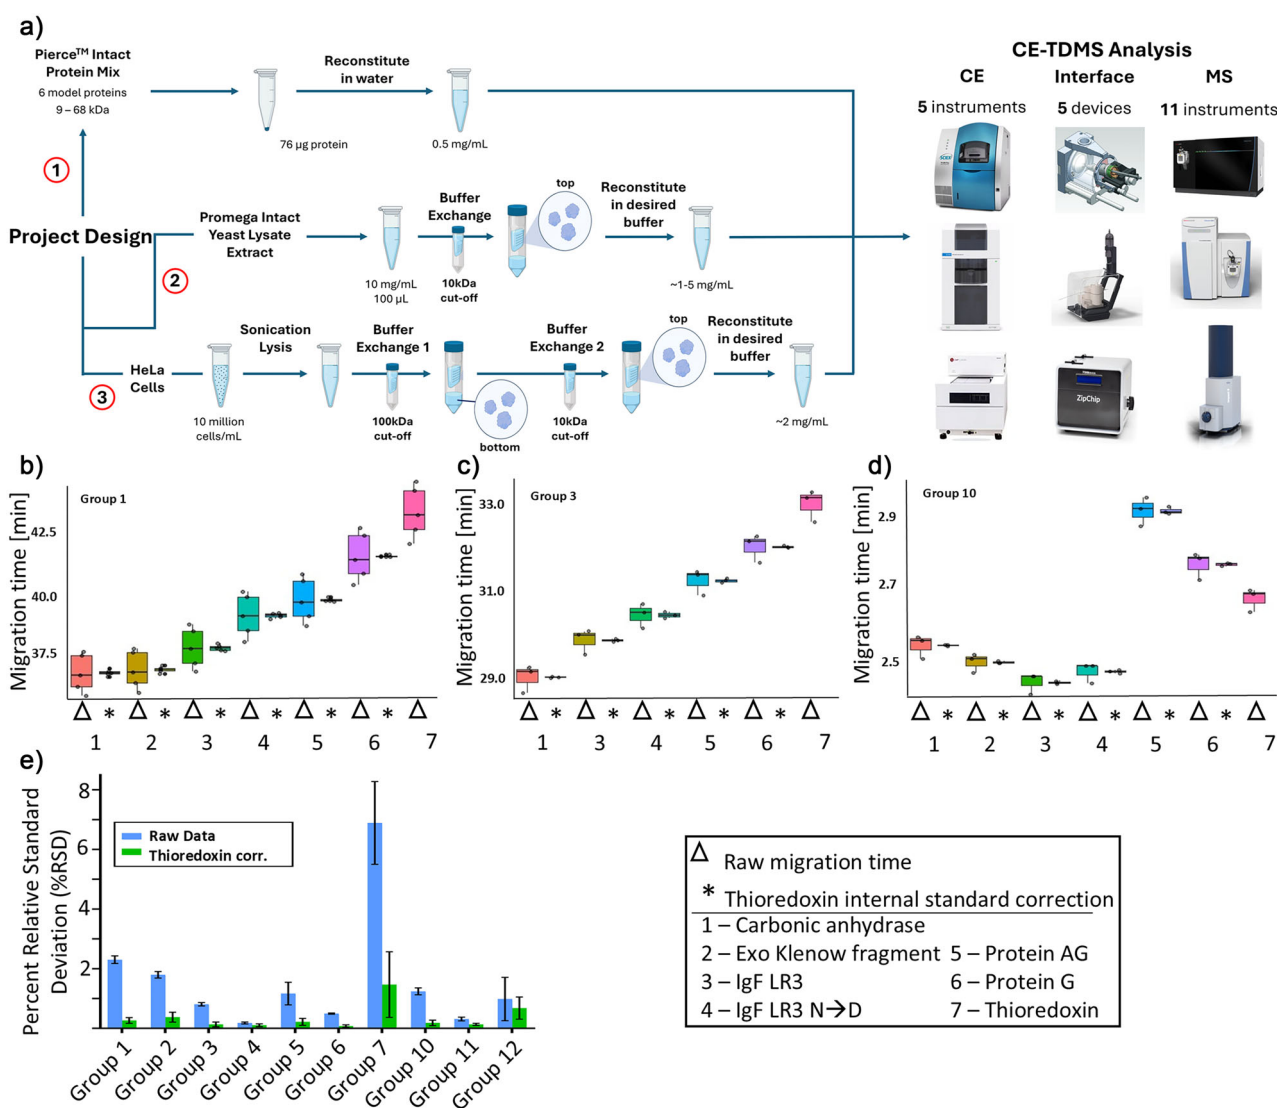 a)
Pierce™ Intact
Protein Mix
6 model proteins
9 – 68 kDa
76 µg protein
Reconstitute
in water
0.5 mg/mL
1
Project Design
2
Promega Intact
Yeast Lysate
Extract
10 mg/mL
100 µL
Buffer
Exchange
10kDa
cut-off
top
Reconstitute
in desired
buffer
~1-5 mg/mL
3
HeLa
Cells
10 million
cells/mL
Sonication
Lysis
Buffer
Exchange 1
100kDa
cut-off
bottom
Buffer
Exchange 2
10kDa
cut-off
top
Reconstitute
in desired
buffer
~2 mg/mL
CE-TDMS Analysis
CE
5 instruments
Interface
5 devices
MS
11 instruments
ZipChip
b)
Group 1
Migration time [min]
42.5
40.0
37.5
Δ * Δ * Δ * Δ * Δ * Δ * Δ
1 2 3 4 5 6 7
c)
Group 3
Migration time [min]
33.0
31.0
29.0
Δ * Δ * Δ * Δ * Δ * Δ
1 3 4 5 6 7
d)
Group 10
Migration time [min]
2.9
2.7
2.5
Δ * Δ * Δ * Δ * Δ * Δ * Δ
1 2 3 4 5 6 7
e)
Percent Relative Standard
Deviation (%RSD)
8
6
4
2
Raw Data
Thioredoxin corr.
Group 1
Group 2
Group 3
Group 4
Group 5
Group 6
Group 7
Group 10
Group 11
Group 12
Δ Raw migration time
* Thioredoxin internal standard correction
1 – Carbonic anhydrase
2 – Exo Klenow fragment
3 – IgF LR3
4 – IgF LR3 N→D
5 – Protein AG
6 – Protein G
7 – Thioredoxin